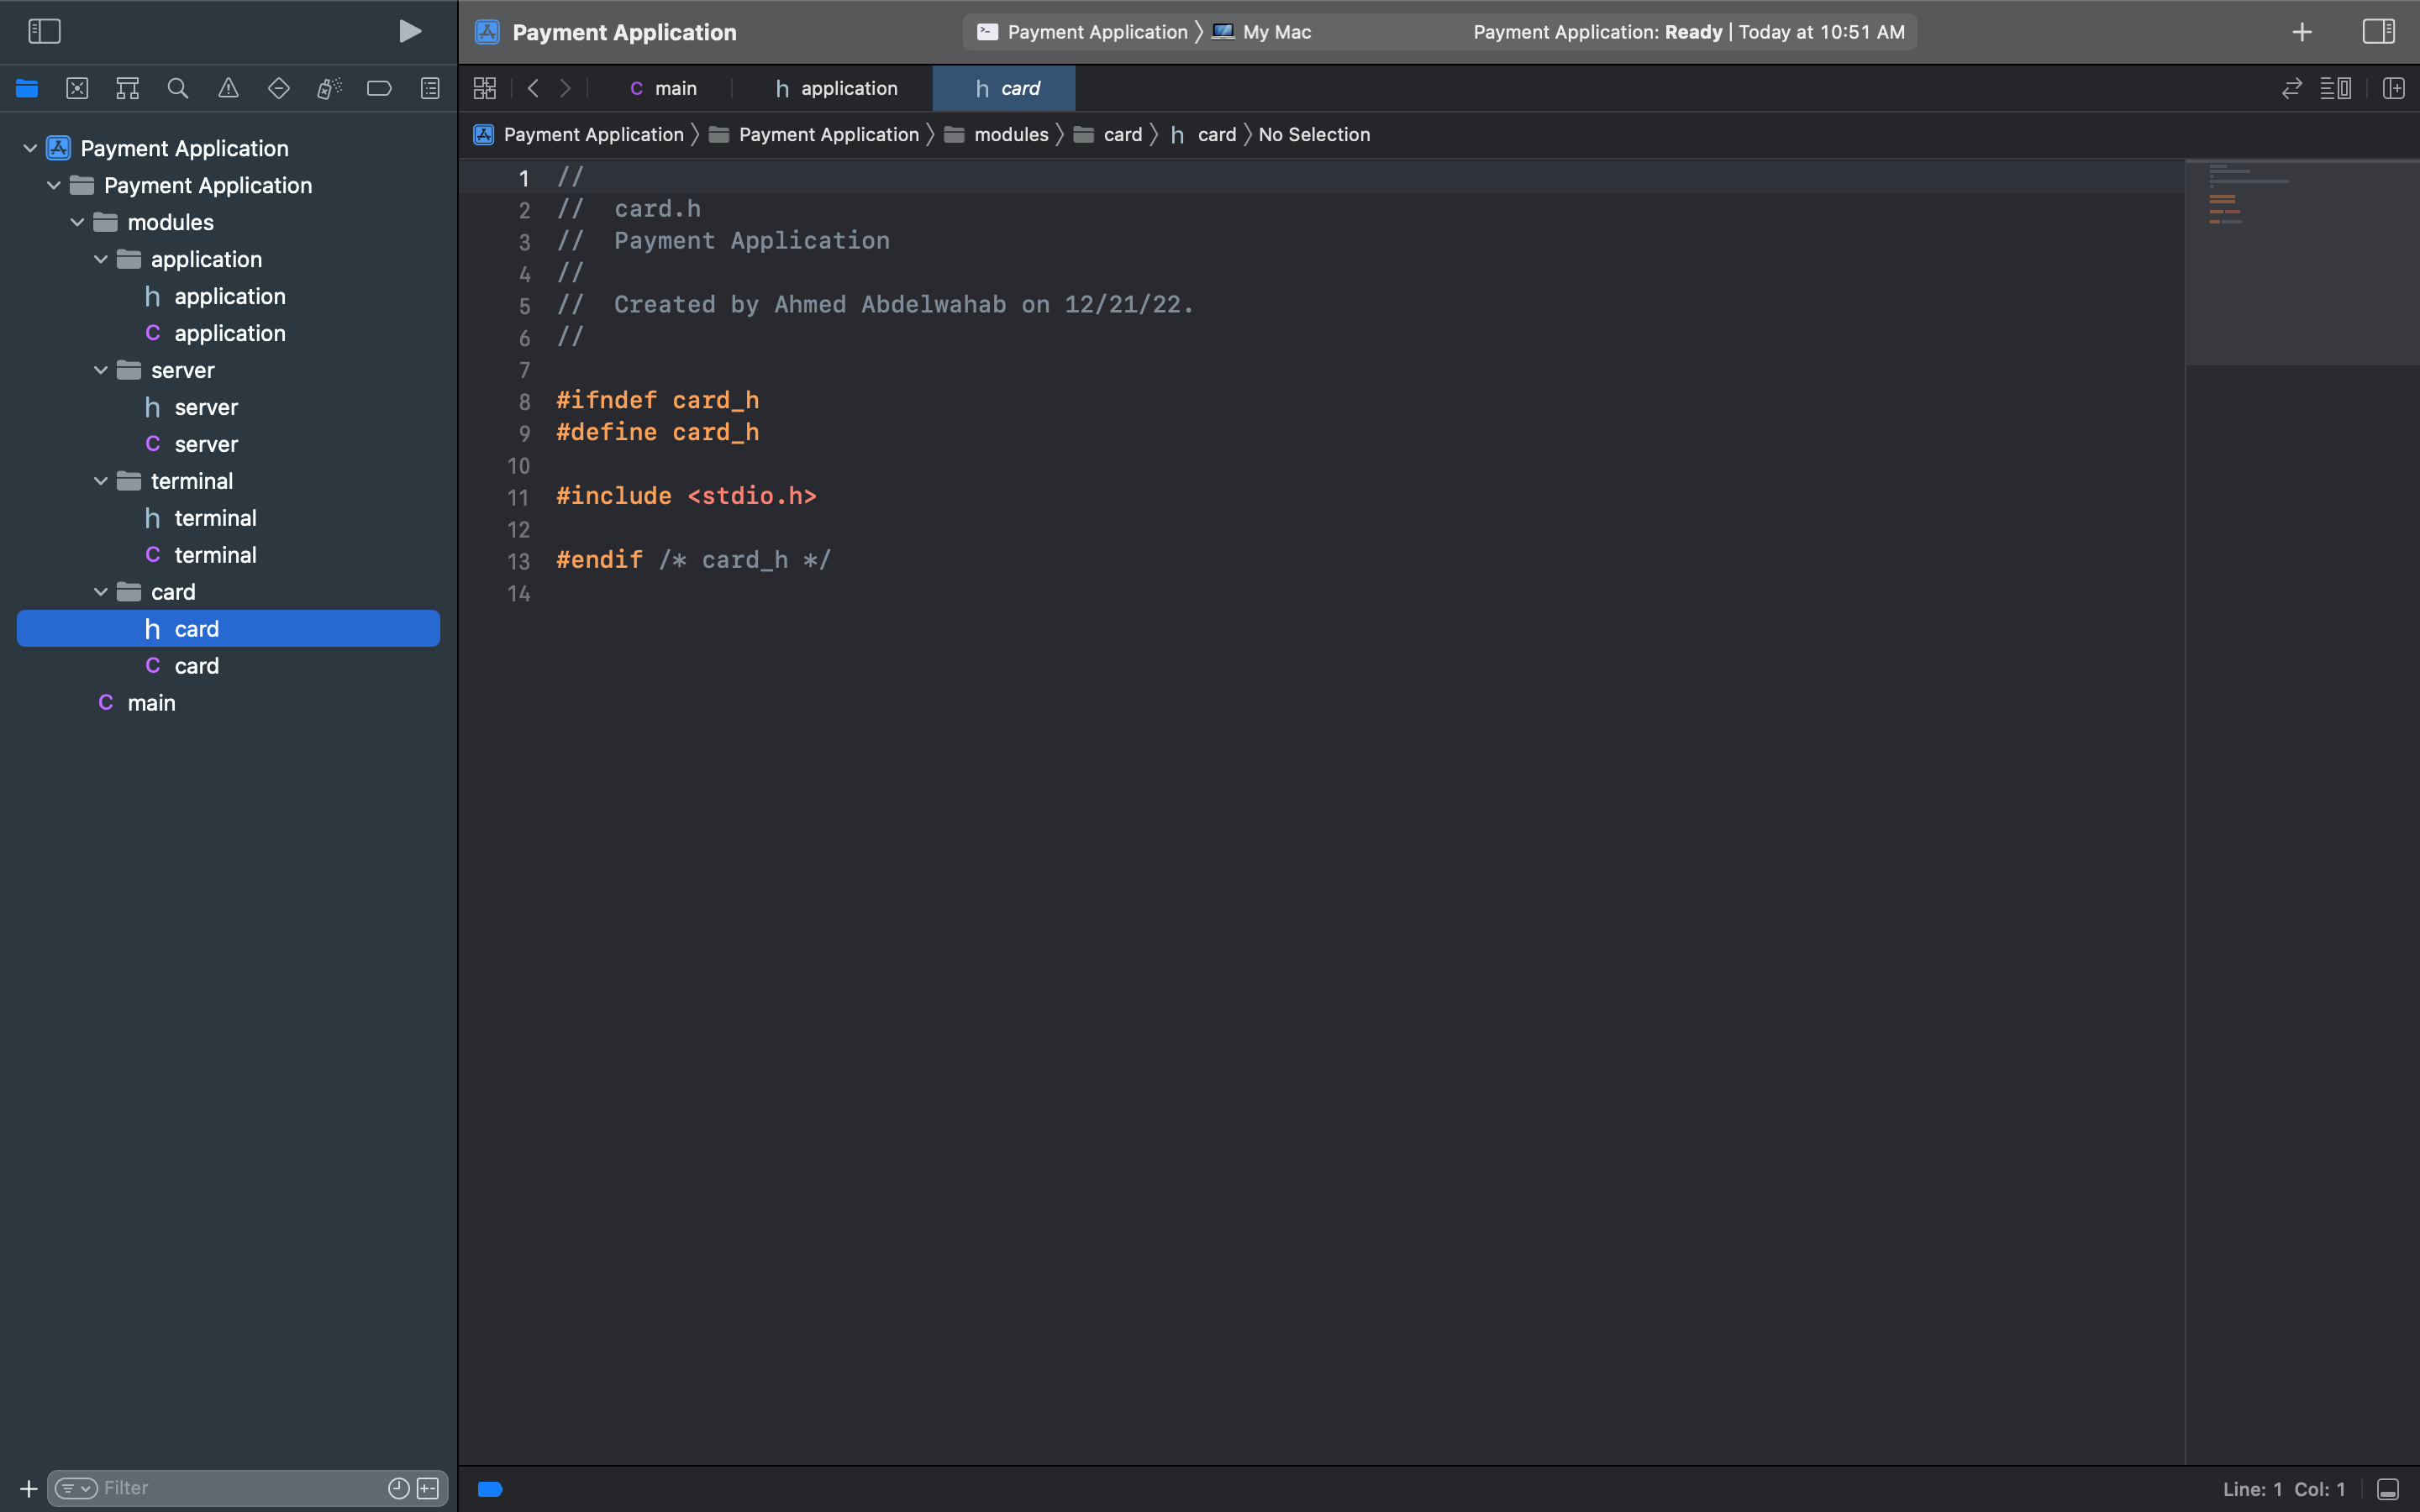 Payment Application
Payment Application
modules
application
h application
C application
server
h server
C server
terminal
h terminal
C terminal
card
h card
C card
C main
Filter
Payment Application
Payment Application My Mac
Payment Application: Ready | Today at 10:51 AM
C main
h application
h card
Payment Application Payment Application modules card h card No Selection
1 //
2 //  card.h
3 //  Payment Application
4 //
5 //  Created by Ahmed Abdelwahab on 12/21/22.
6 //
7
8 #ifndef card_h
9 #define card_h
10
11 #include <stdio.h>
12
13 #endif /* card_h */
14
Line: 1 Col: 1